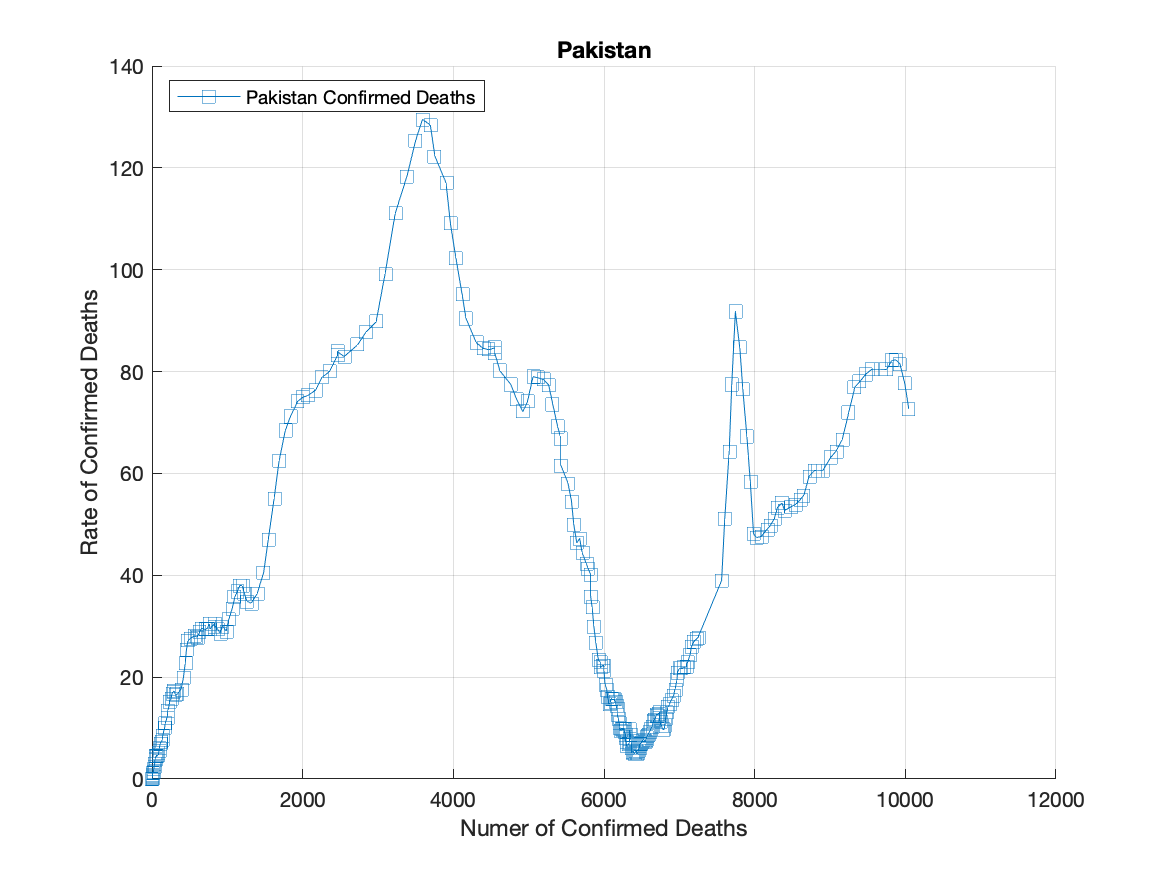 Pakistan
Pakistan Confirmed Deaths
140
120
100
80
60
40
20
0
Rate of Confirmed Deaths
0 2000 4000 6000 8000 10000 12000
Numer of Confirmed Deaths